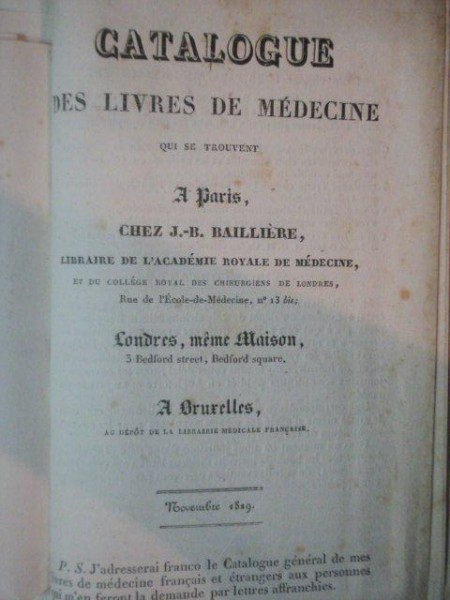 CATALOGUE
DES LIVRES DE MÉDECINE
QUI SE TROUVENT
A Paris,
CHEZ J.-B. BAILLIÈRE,
LIBRAIRE DE L'ACADÉMIE ROYALE DE MÉDECINE,
ET DU COLLÉGE ROYAL DES CHIRURGIENS DE LONDRES,
Rue de l'École-de-Médecine, nº 13 bis;
Londres, même Maison,
3 Bedford street, Bedford square.
A Bruxelles,
AU DÉPÔT DE LA LIBRAIRIE MÉDICALE FRANÇAISE.
Novembre 1829.
P. S. J'adresserai franco le Catalogue général de mes
livres de médecine français et étrangers aux personnes
qui m'en feront la demande par lettres affranchies.